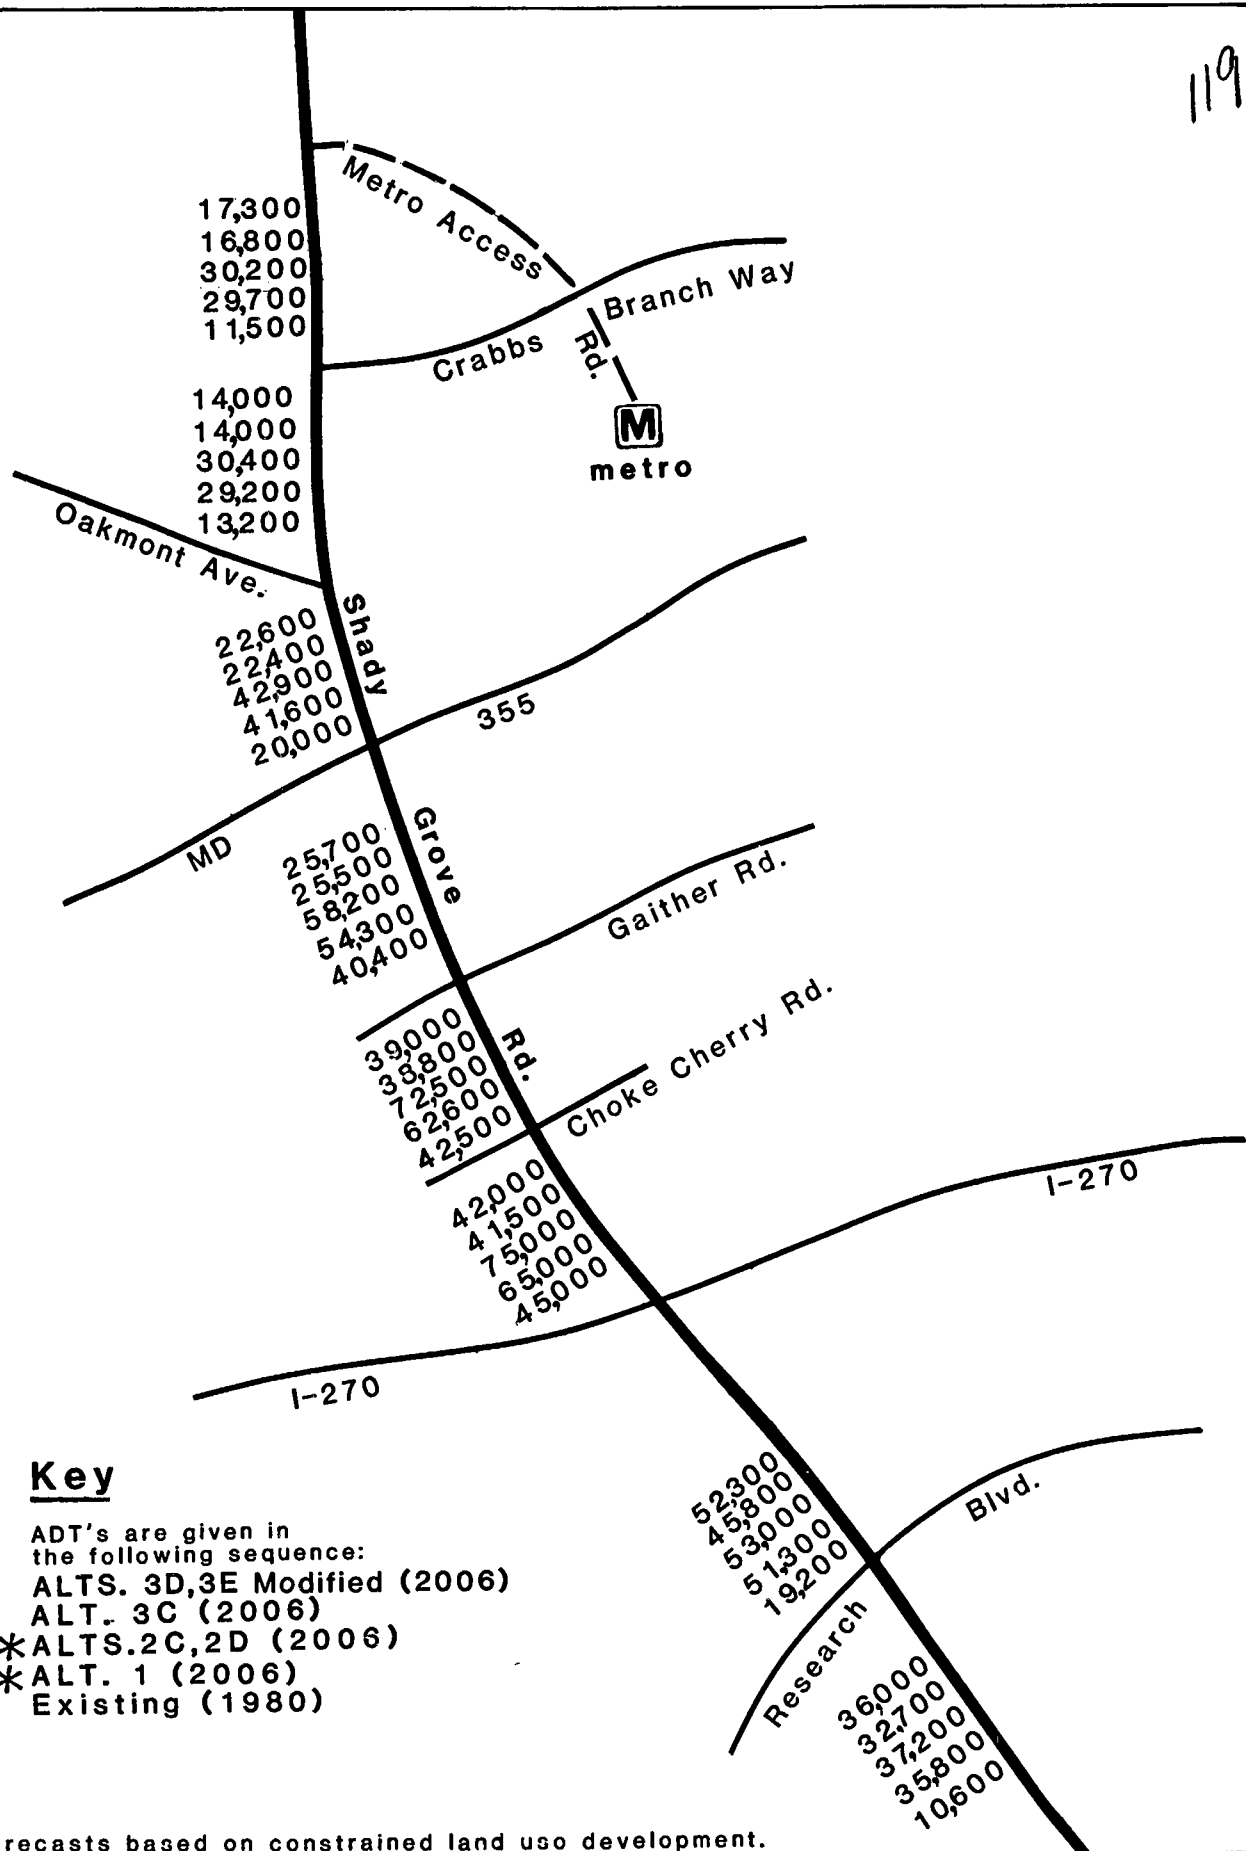 119
Metro Access
17,300
16,800
30,200
29,700
11,500
Branch Way
Crabbs
Rd.
14,000
14,000
30,400
29,200
13,200
M
metro
Oakmont Ave.
22,600
22,400
42,900
41,600
20,000
Shady
355
MD
25,700
25,500
58,200
54,300
40,400
Grove
Gaither Rd.
39,000
38,800
72,500
62,600
42,500
Rd.
Choke Cherry Rd.
42,000
41,500
75,000
65,000
45,000
I-270
I-270
52,300
45,800
53,000
51,300
19,200
Blvd.
Research
36,000
32,700
37,200
35,800
10,600
Key
ADT's are given in
the following sequence:
ALTS. 3D,3E Modified (2006)
ALT. 3C (2006)
*ALTS.2C,2D (2006)
*ALT. 1 (2006)
Existing (1980)
recasts based on constrained land use development.